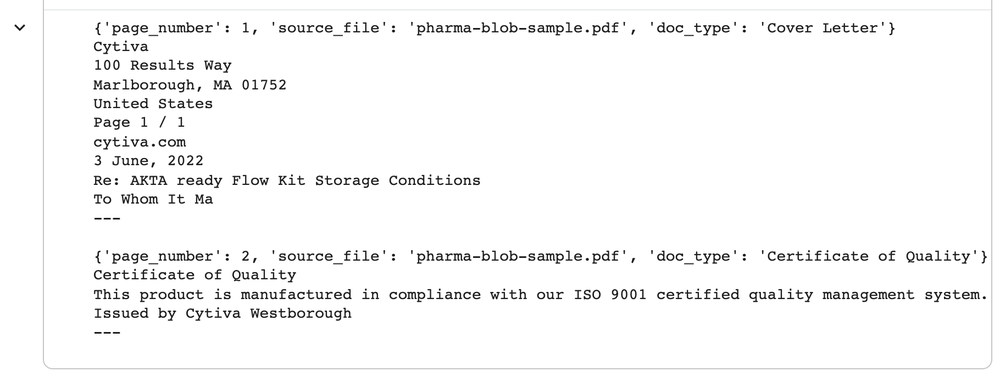 {'page_number': 1, 'source_file': 'pharma-blob-sample.pdf', 'doc_type': 'Cover Letter'}
Cytiva
100 Results Way
Marlborough, MA 01752
United States
Page 1 / 1
cytiva.com
3 June, 2022
Re: AKTA ready Flow Kit Storage Conditions
To Whom It Ma
---
{'page_number': 2, 'source_file': 'pharma-blob-sample.pdf', 'doc_type': 'Certificate of Quality'}
Certificate of Quality
This product is manufactured in compliance with our ISO 9001 certified quality management system.
Issued by Cytiva Westborough
---